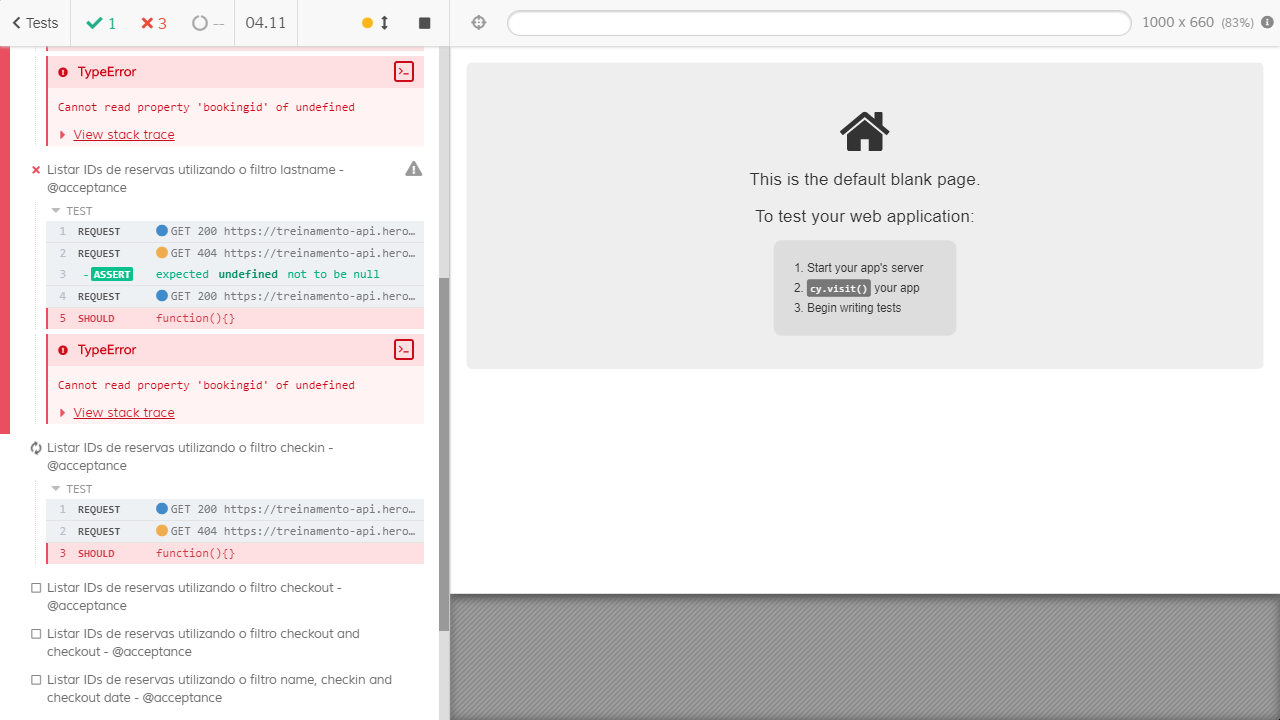 Tests
1
3
--
04.11
1000 x 660 (83%)
TypeError
Cannot read property 'bookingid' of undefined
View stack trace
Listar IDs de reservas utilizando o filtro lastname -
@acceptance
TEST
1 REQUEST GET 200 https://treinamento-api.hero…
2 REQUEST GET 404 https://treinamento-api.hero…
3 -ASSERT expected undefined not to be null
4 REQUEST GET 200 https://treinamento-api.hero…
5 SHOULD function(){}
TypeError
Cannot read property 'bookingid' of undefined
View stack trace
Listar IDs de reservas utilizando o filtro checkin -
@acceptance
TEST
1 REQUEST GET 200 https://treinamento-api.hero…
2 REQUEST GET 404 https://treinamento-api.hero…
3 SHOULD function(){}
Listar IDs de reservas utilizando o filtro checkout -
@acceptance
Listar IDs de reservas utilizando o filtro checkout and
checkout - @acceptance
Listar IDs de reservas utilizando o filtro name, checkin and
checkout date - @acceptance
This is the default blank page.
To test your web application:
1. Start your app's server
2. cy.visit() your app
3. Begin writing tests